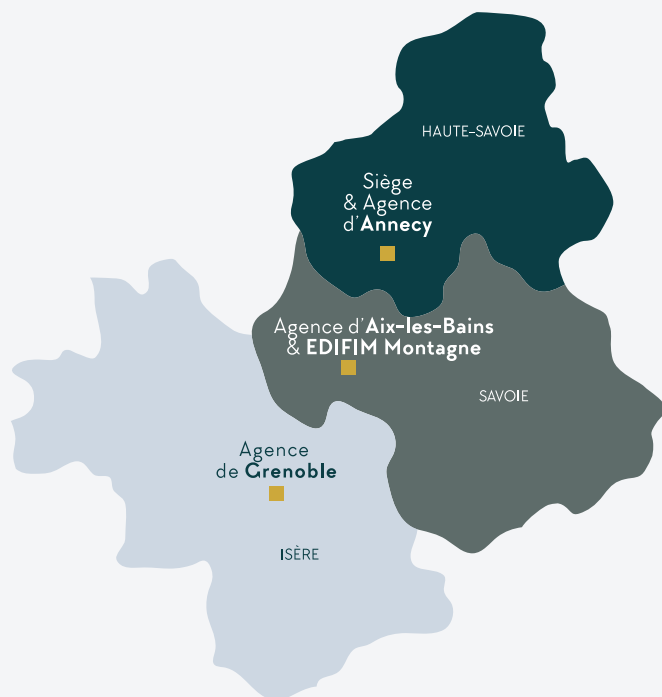 HAUTE-SAVOIE
Siège
& Agence
d'Annecy
Agence d'Aix-les-Bains
& EDIFIM Montagne
SAVOIE
Agence
de Grenoble
ISÈRE